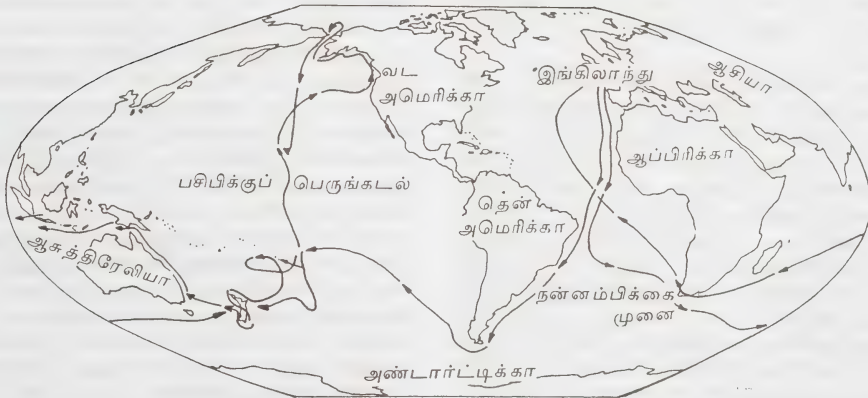 வட
அமெரிக்கா
இங்கிலாந்து
ஆசியா
ஆப்பிரிக்கா
பசிபிக்குப் பெருங்கடல்
தென்
அமெரிக்கா
ஆசுத்திரேலியா
நன்னம்பிக்கை
முனை
அண்டார்ட்டிக்கா